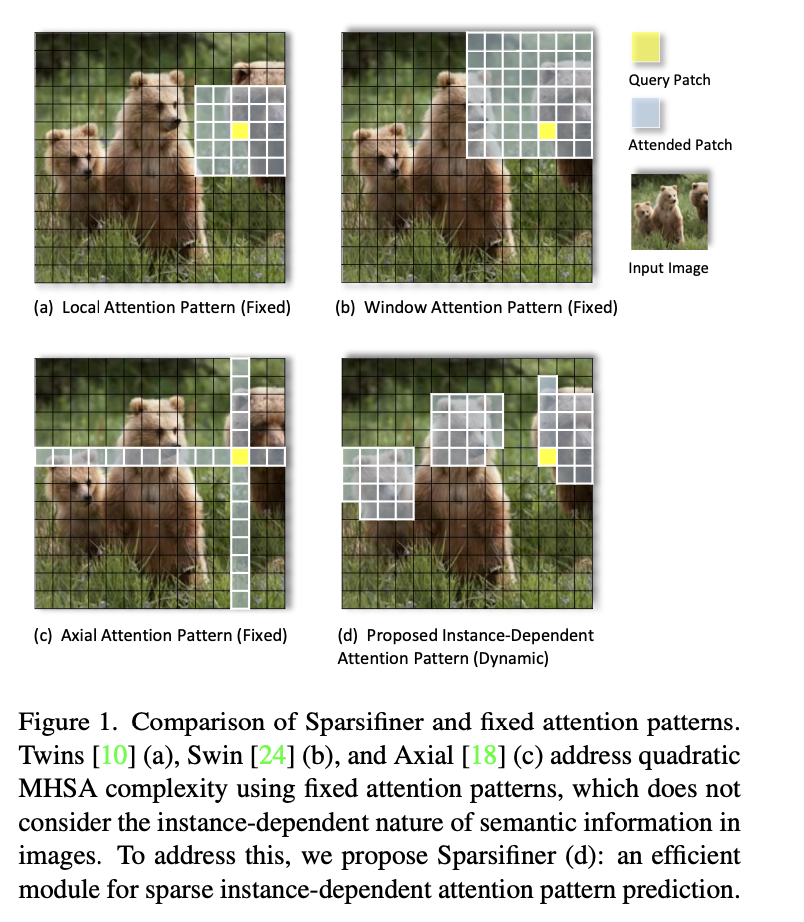 Query Patch
Attended Patch
Input Image
(a) Local Attention Pattern (Fixed)
(b) Window Attention Pattern (Fixed)
(c) Axial Attention Pattern (Fixed)
(d) Proposed Instance-Dependent
Attention Pattern (Dynamic)
Figure 1. Comparison of Sparsifiner and fixed attention patterns.
Twins [10] (a), Swin [24] (b), and Axial [18] (c) address quadratic
MHSA complexity using fixed attention patterns, which does not
consider the instance-dependent nature of semantic information in
images. To address this, we propose Sparsifiner (d): an efficient
module for sparse instance-dependent attention pattern prediction.